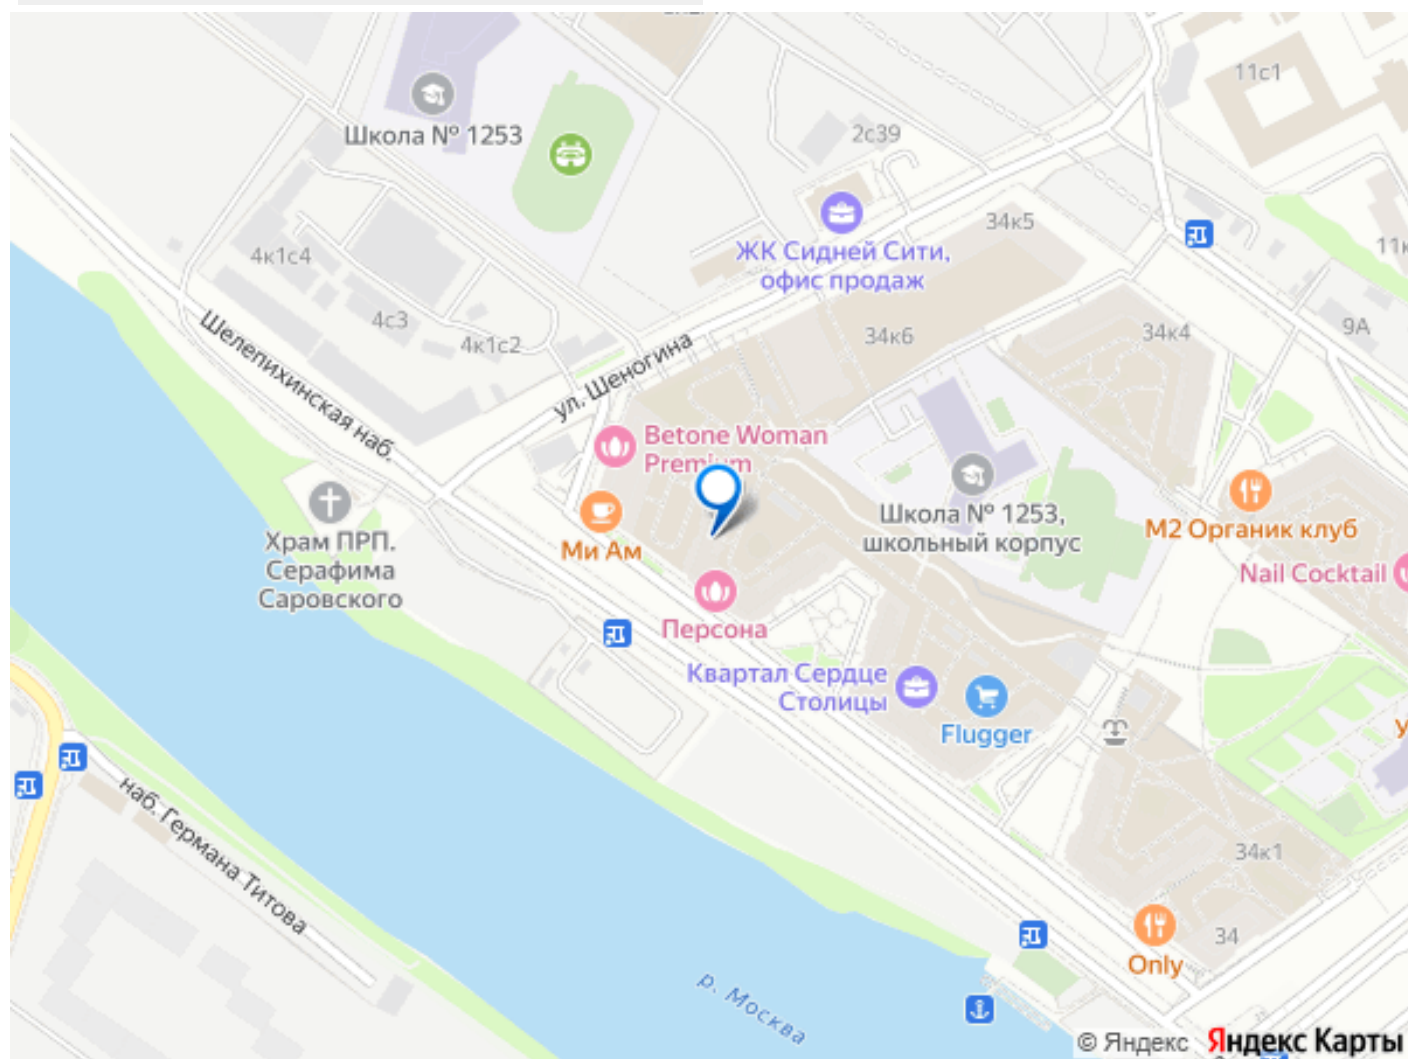 11с1
Школа № 1253
2с39
34к5
ЖК Сидней Сити,
офис продаж
4к1с4
4с3
4к1с2
34к6
34к4
9А
Шелепихинская наб.
ул. Шеногина
Betone Woman
Premium
Школа № 1253,
школьный корпус
М2 Органик клуб
Ми Ам
Храм ПРП.
Серафима
Саровского
Nail Cocktail
Персона
Квартал Сердце
Столицы
Flugger
наб. Германа Титова
34к1
34
Only
р. Москва
© Яндекс Яндекс Карты